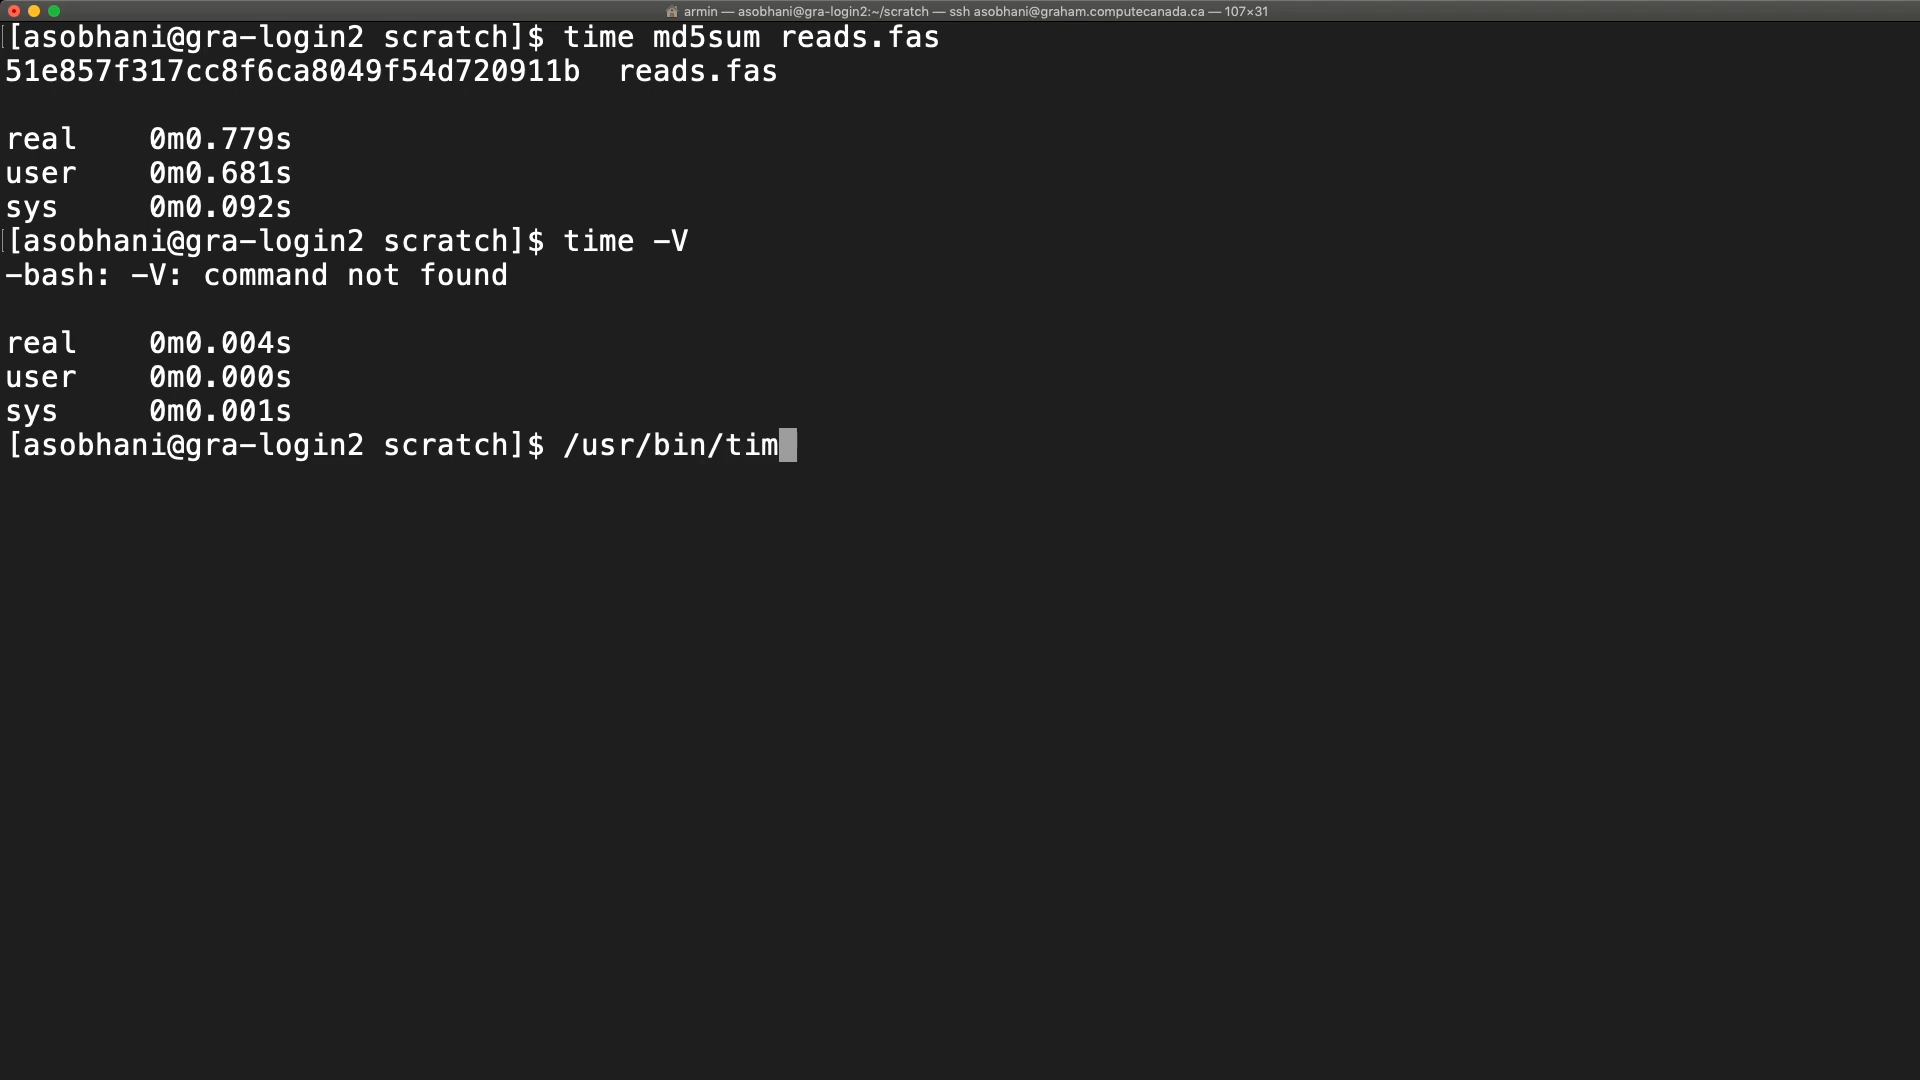 armin — asobhani@gra-login2:~/scratch — ssh asobhani@graham.computecanada.ca — 107×31
[[asobhani@gra-login2 scratch]$ time md5sum reads.fas
51e857f317cc8f6ca8049f54d720911b  reads.fas
real    0m0.779s
user    0m0.681s
sys     0m0.092s
[[asobhani@gra-login2 scratch]$ time -V
-bash: -V: command not found
real    0m0.004s
user    0m0.000s
sys     0m0.001s
[asobhani@gra-login2 scratch]$ /usr/bin/tim